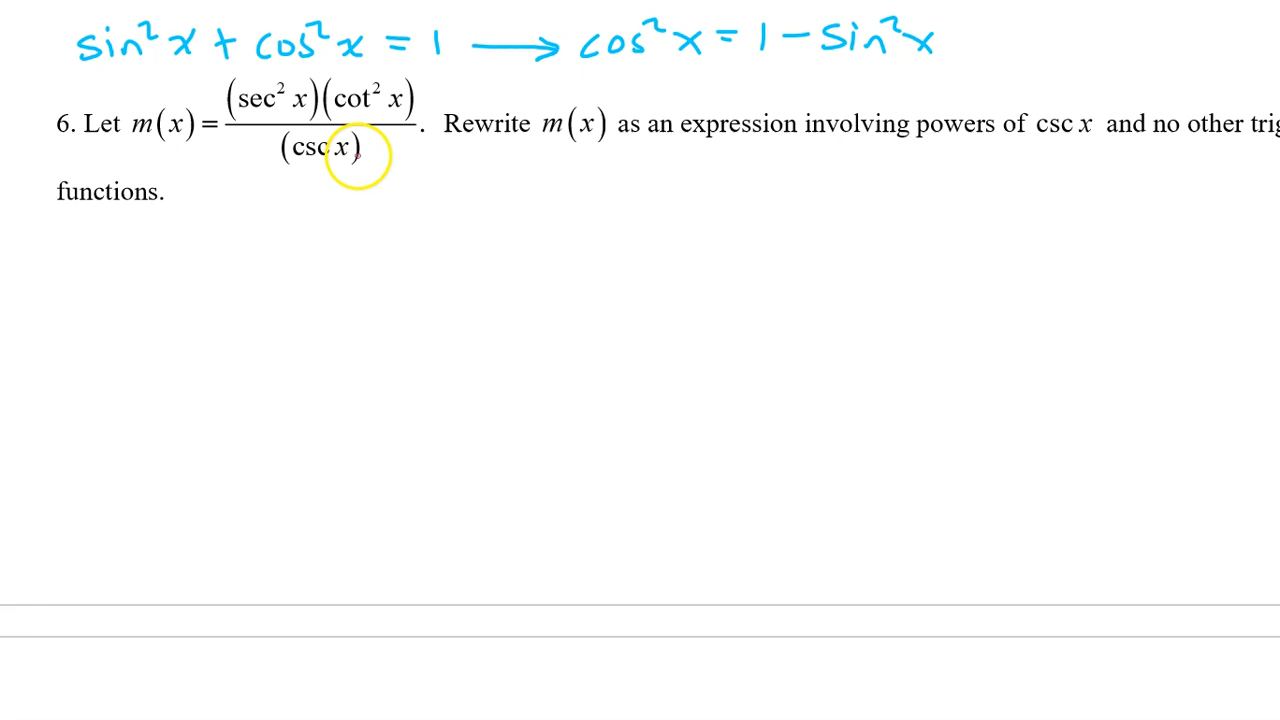 sin²x + cos²x = 1 ⟶ cos²x = 1 − sin²x
6. Let m(x) = (sec² x)(cot² x) / (csc x). Rewrite m(x) as an expression involving powers of csc x and no other trig
functions.